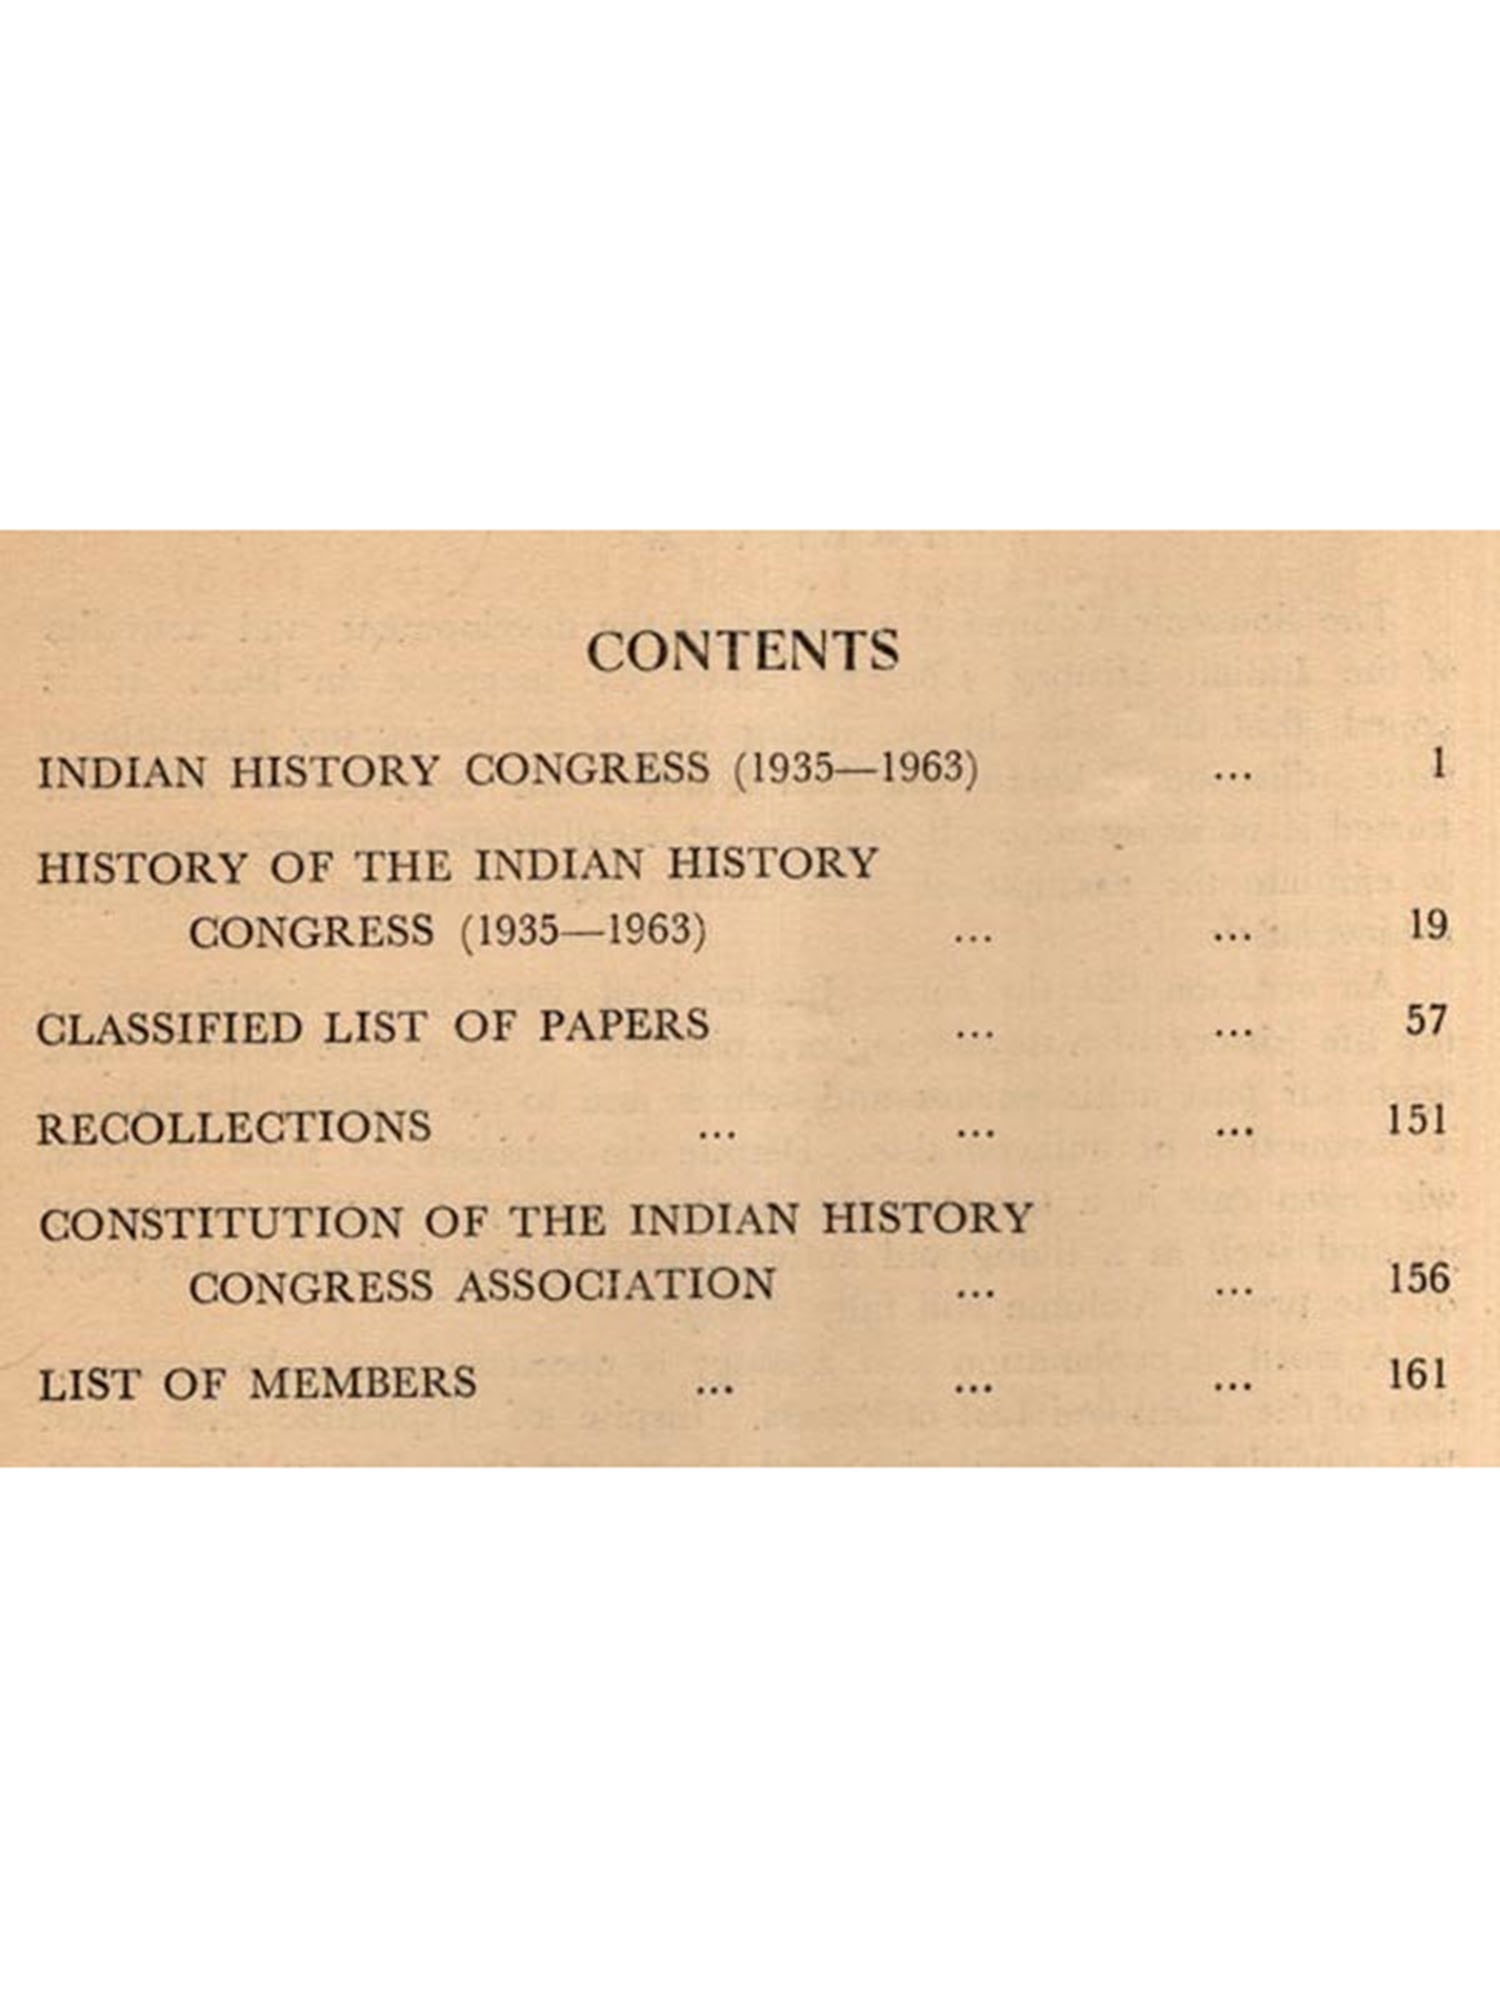 CONTENTS
INDIAN HISTORY CONGRESS (1935—1963) ... 1
HISTORY OF THE INDIAN HISTORY
CONGRESS (1935—1963) ... ... 19
CLASSIFIED LIST OF PAPERS ... ... 57
RECOLLECTIONS ... ... ... 151
CONSTITUTION OF THE INDIAN HISTORY
CONGRESS ASSOCIATION ... ... 156
LIST OF MEMBERS ... ... ... 161